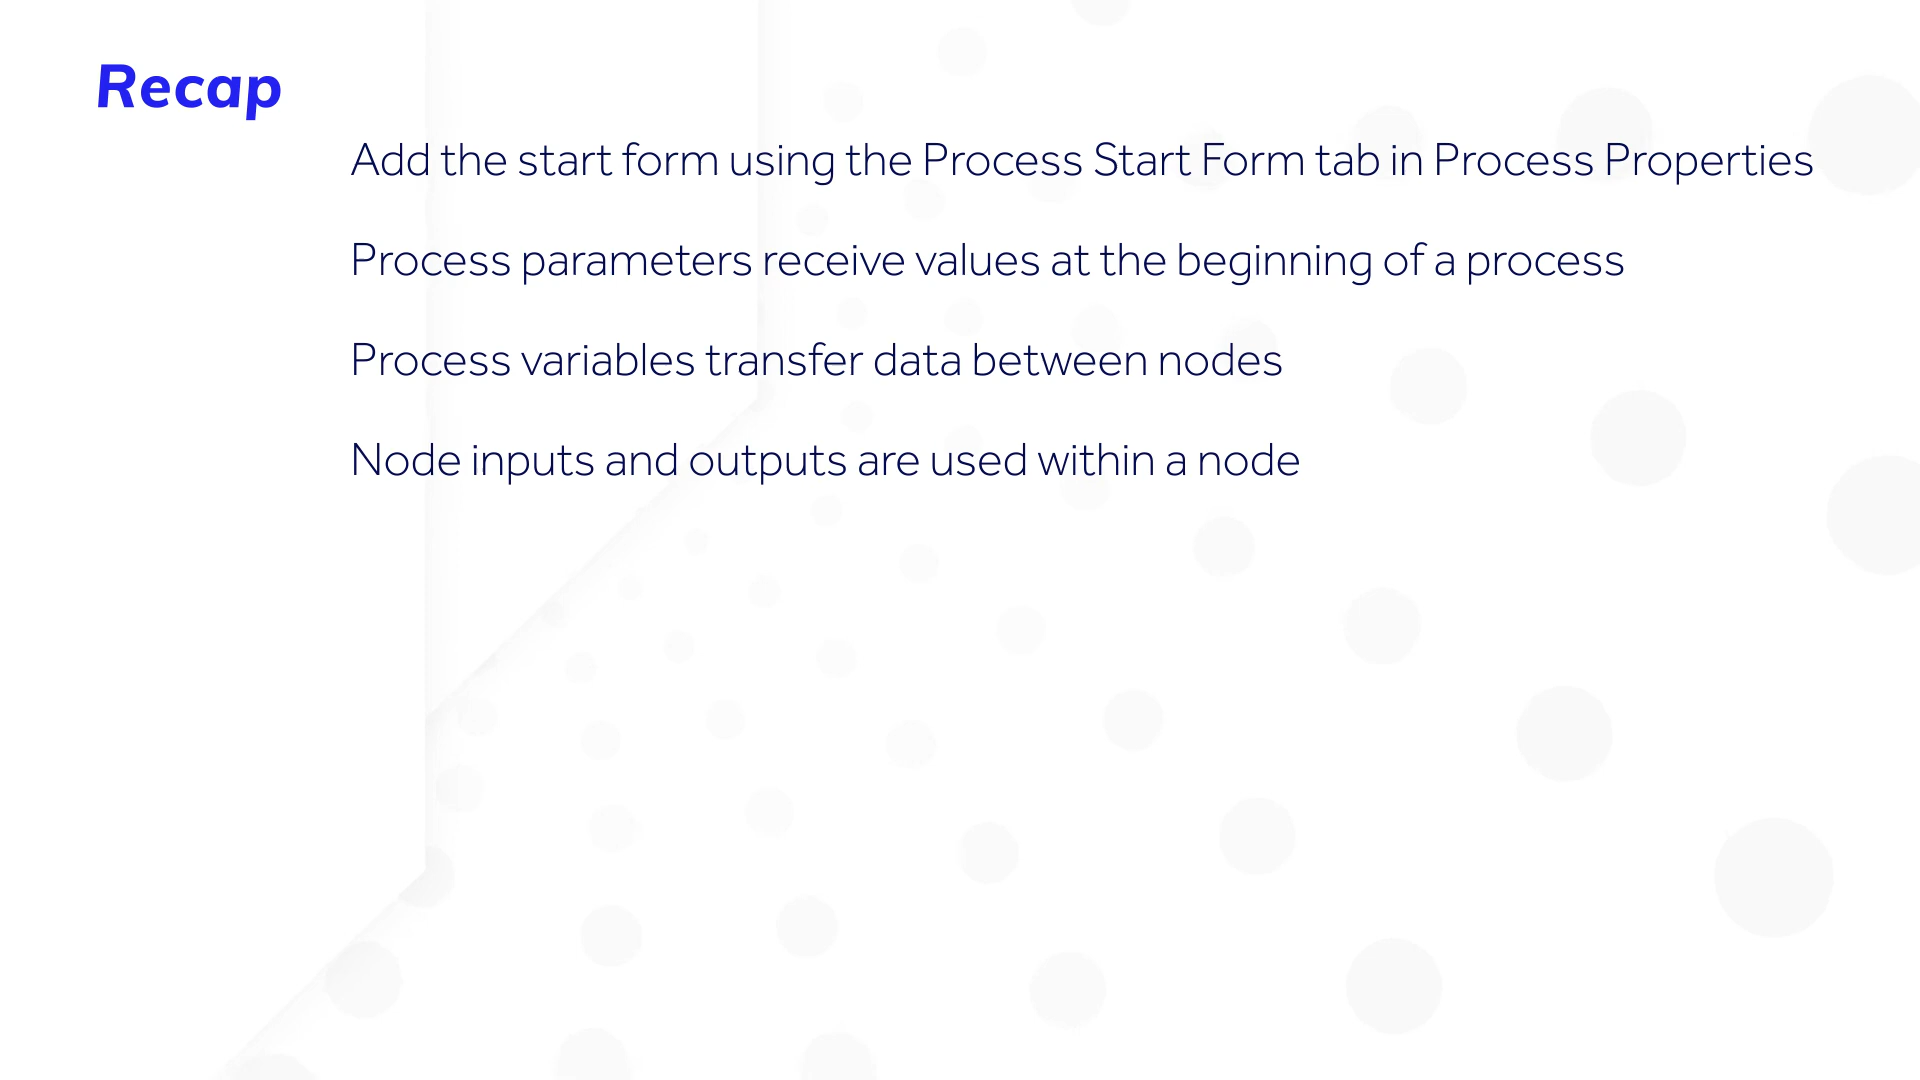 Recap
Add the start form using the Process Start Form tab in Process Properties
Process parameters receive values at the beginning of a process
Process variables transfer data between nodes
Node inputs and outputs are used within a node